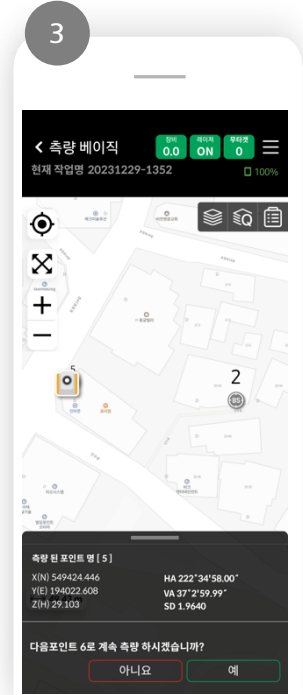 3
측량 베이직
장비 0.0
레이저 ON
무타겟 0
현재 작업명 20231229-1352
100%
5
2
BS
측량 된 포인트 명 [ 5 ]
X(N) 549424.446
HA 222˚34'58.00"
Y(E) 194022.608
VA 37˚2'59.99"
Z(H) 29.103
SD 1.9640
다음포인트 6로 계속 측량 하시겠습니까?
아니요
예